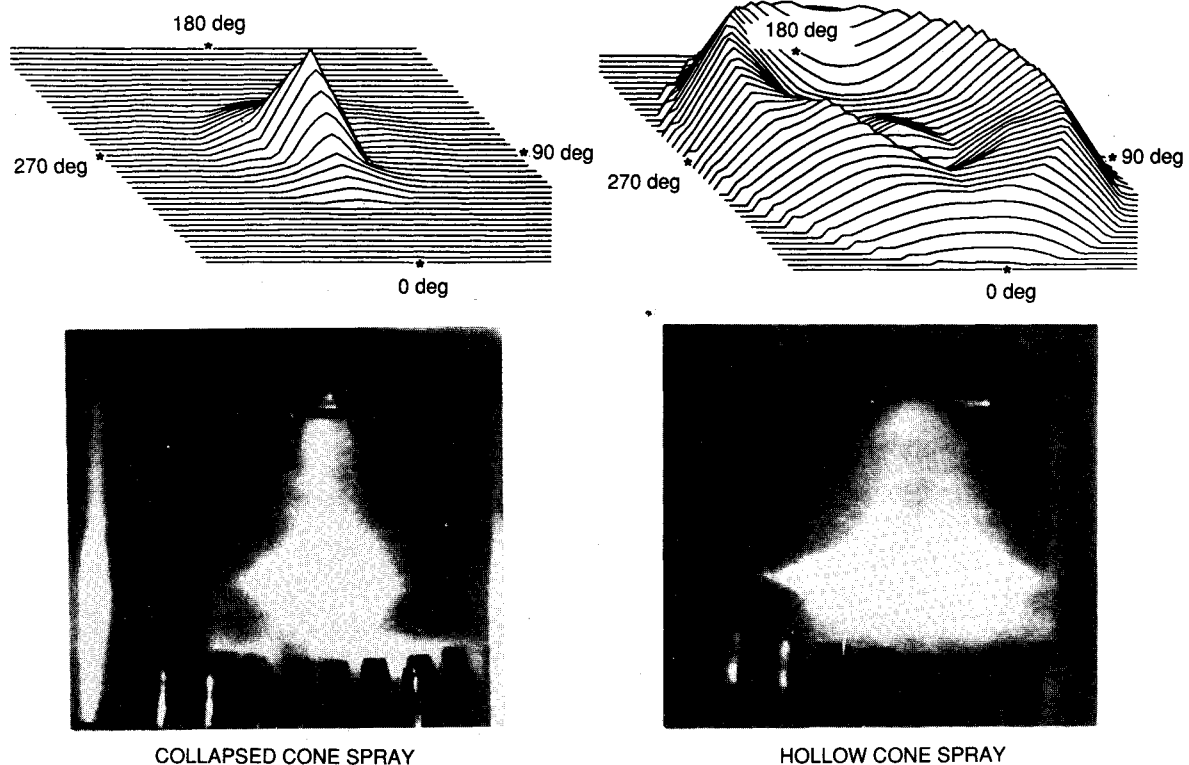 180 deg
180 deg
270 deg
90 deg
270 deg
90 deg
0 deg
0 deg
COLLAPSED CONE SPRAY
HOLLOW CONE SPRAY